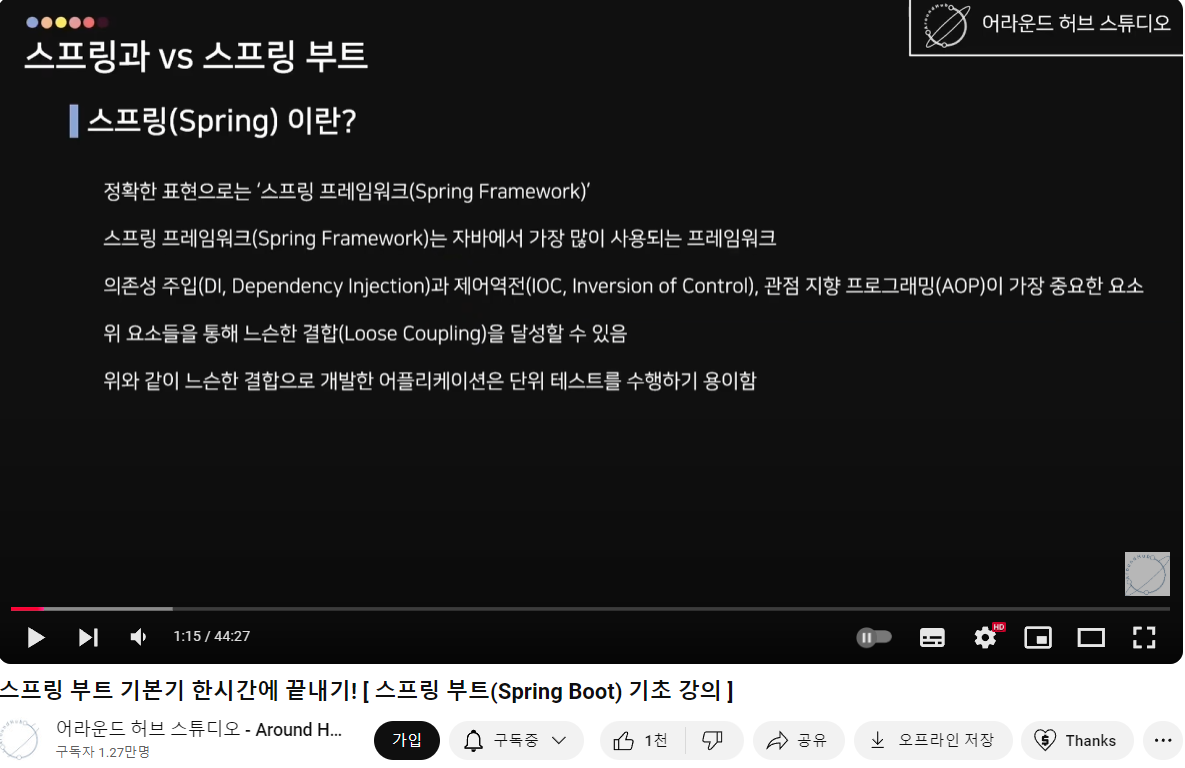 어라운드 허브 스튜디오
스프링과 vs 스프링 부트
스프링(Spring) 이란?
정확한 표현으로는 ‘스프링 프레임워크(Spring Framework)’
스프링 프레임워크(Spring Framework)는 자바에서 가장 많이 사용되는 프레임워크
의존성 주입(DI, Dependency Injection)과 제어역전(IOC, Inversion of Control), 관점 지향 프로그래밍(AOP)이 가장 중요한 요소
위 요소들을 통해 느슨한 결합(Loose Coupling)을 달성할 수 있음
위와 같이 느슨한 결합으로 개발한 어플리케이션은 단위 테스트를 수행하기 용이함
1:15 / 44:27
HD
스프링 부트 기본기 한시간에 끝내기! [ 스프링 부트(Spring Boot) 기초 강의 ]
어라운드 허브 스튜디오 - Around H...
구독자 1.27만명
가입
구독중
1천
공유
오프라인 저장
Thanks